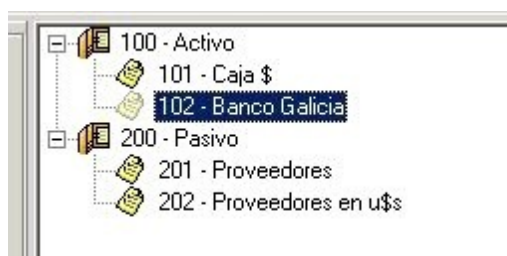 100 - Activo
101 - Caja $
102 - Banco Galicia
200 - Pasivo
201 - Proveedores
202 - Proveedores en u$s